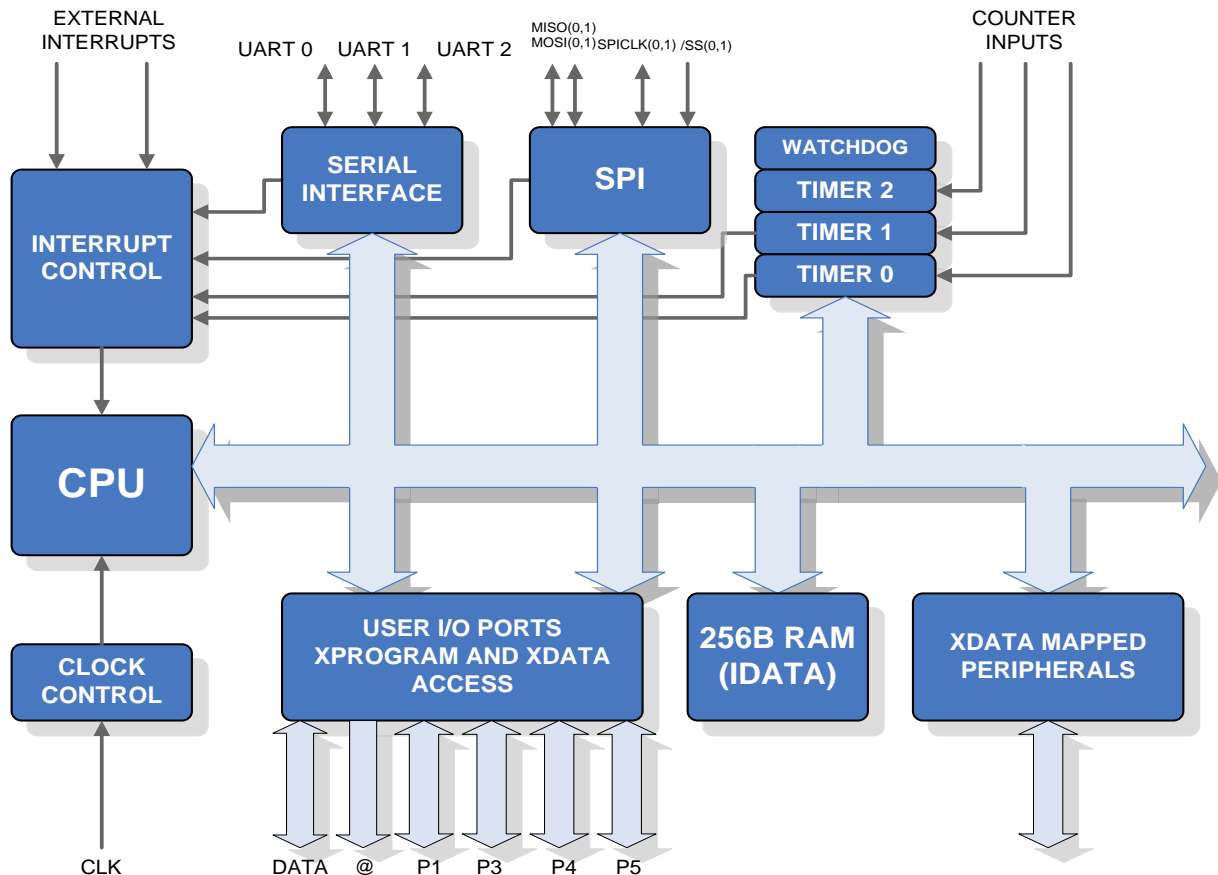 EXTERNAL
INTERRUPTS
UART 0
UART 1
UART 2
MISO(0,1)
MOSI(0,1)
SPICLK(0,1)
/SS(0,1)
COUNTER
INPUTS
SERIAL
INTERFACE
SPI
WATCHDOG
TIMER 2
TIMER 1
TIMER 0
INTERRUPT
CONTROL
CPU
CLOCK
CONTROL
USER I/O PORTS
XPROGRAM AND XDATA
ACCESS
256B RAM
(IDATA)
XDATA MAPPED
PERIPHERALS
CLK
DATA
@
P1
P3
P4
P5